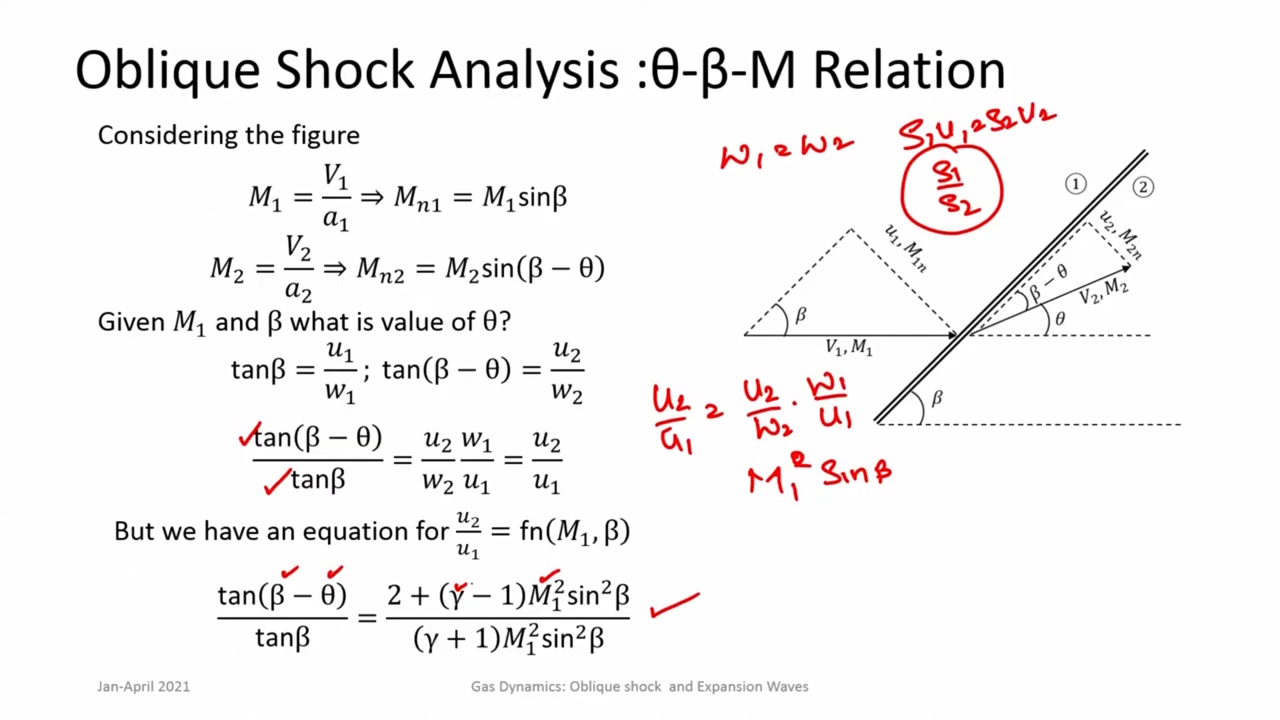 Oblique Shock Analysis :θ-β-M Relation
Considering the figure
M₁ = V₁/a₁ ⇒ Mₙ₁ = M₁sinβ
M₂ = V₂/a₂ ⇒ Mₙ₂ = M₂sin(β − θ)
Given M₁ and β what is value of θ?
tanβ = u₁/w₁ ; tan(β − θ) = u₂/w₂
tan(β − θ)/tanβ = u₂/w₂ w₁/u₁ = u₂/u₁
But we have an equation for u₂/u₁ = fn(M₁, β)
tan(β − θ)/tanβ = (2 + (γ − 1)M₁²sin²β)/((γ + 1)M₁²sin²β)
w₁ = w₂
ρ₁u₁ = ρ₂u₂
ρ₁/ρ₂
① ②
u₁, M₁ₙ
u₂, M₂ₙ
β
V₁, M₁
β − θ
V₂, M₂
θ
β
u₂/u₁ = u₂/w₂ · w₁/u₁
M₁² sinβ
Jan-April 2021
Gas Dynamics: Oblique shock and Expansion Waves